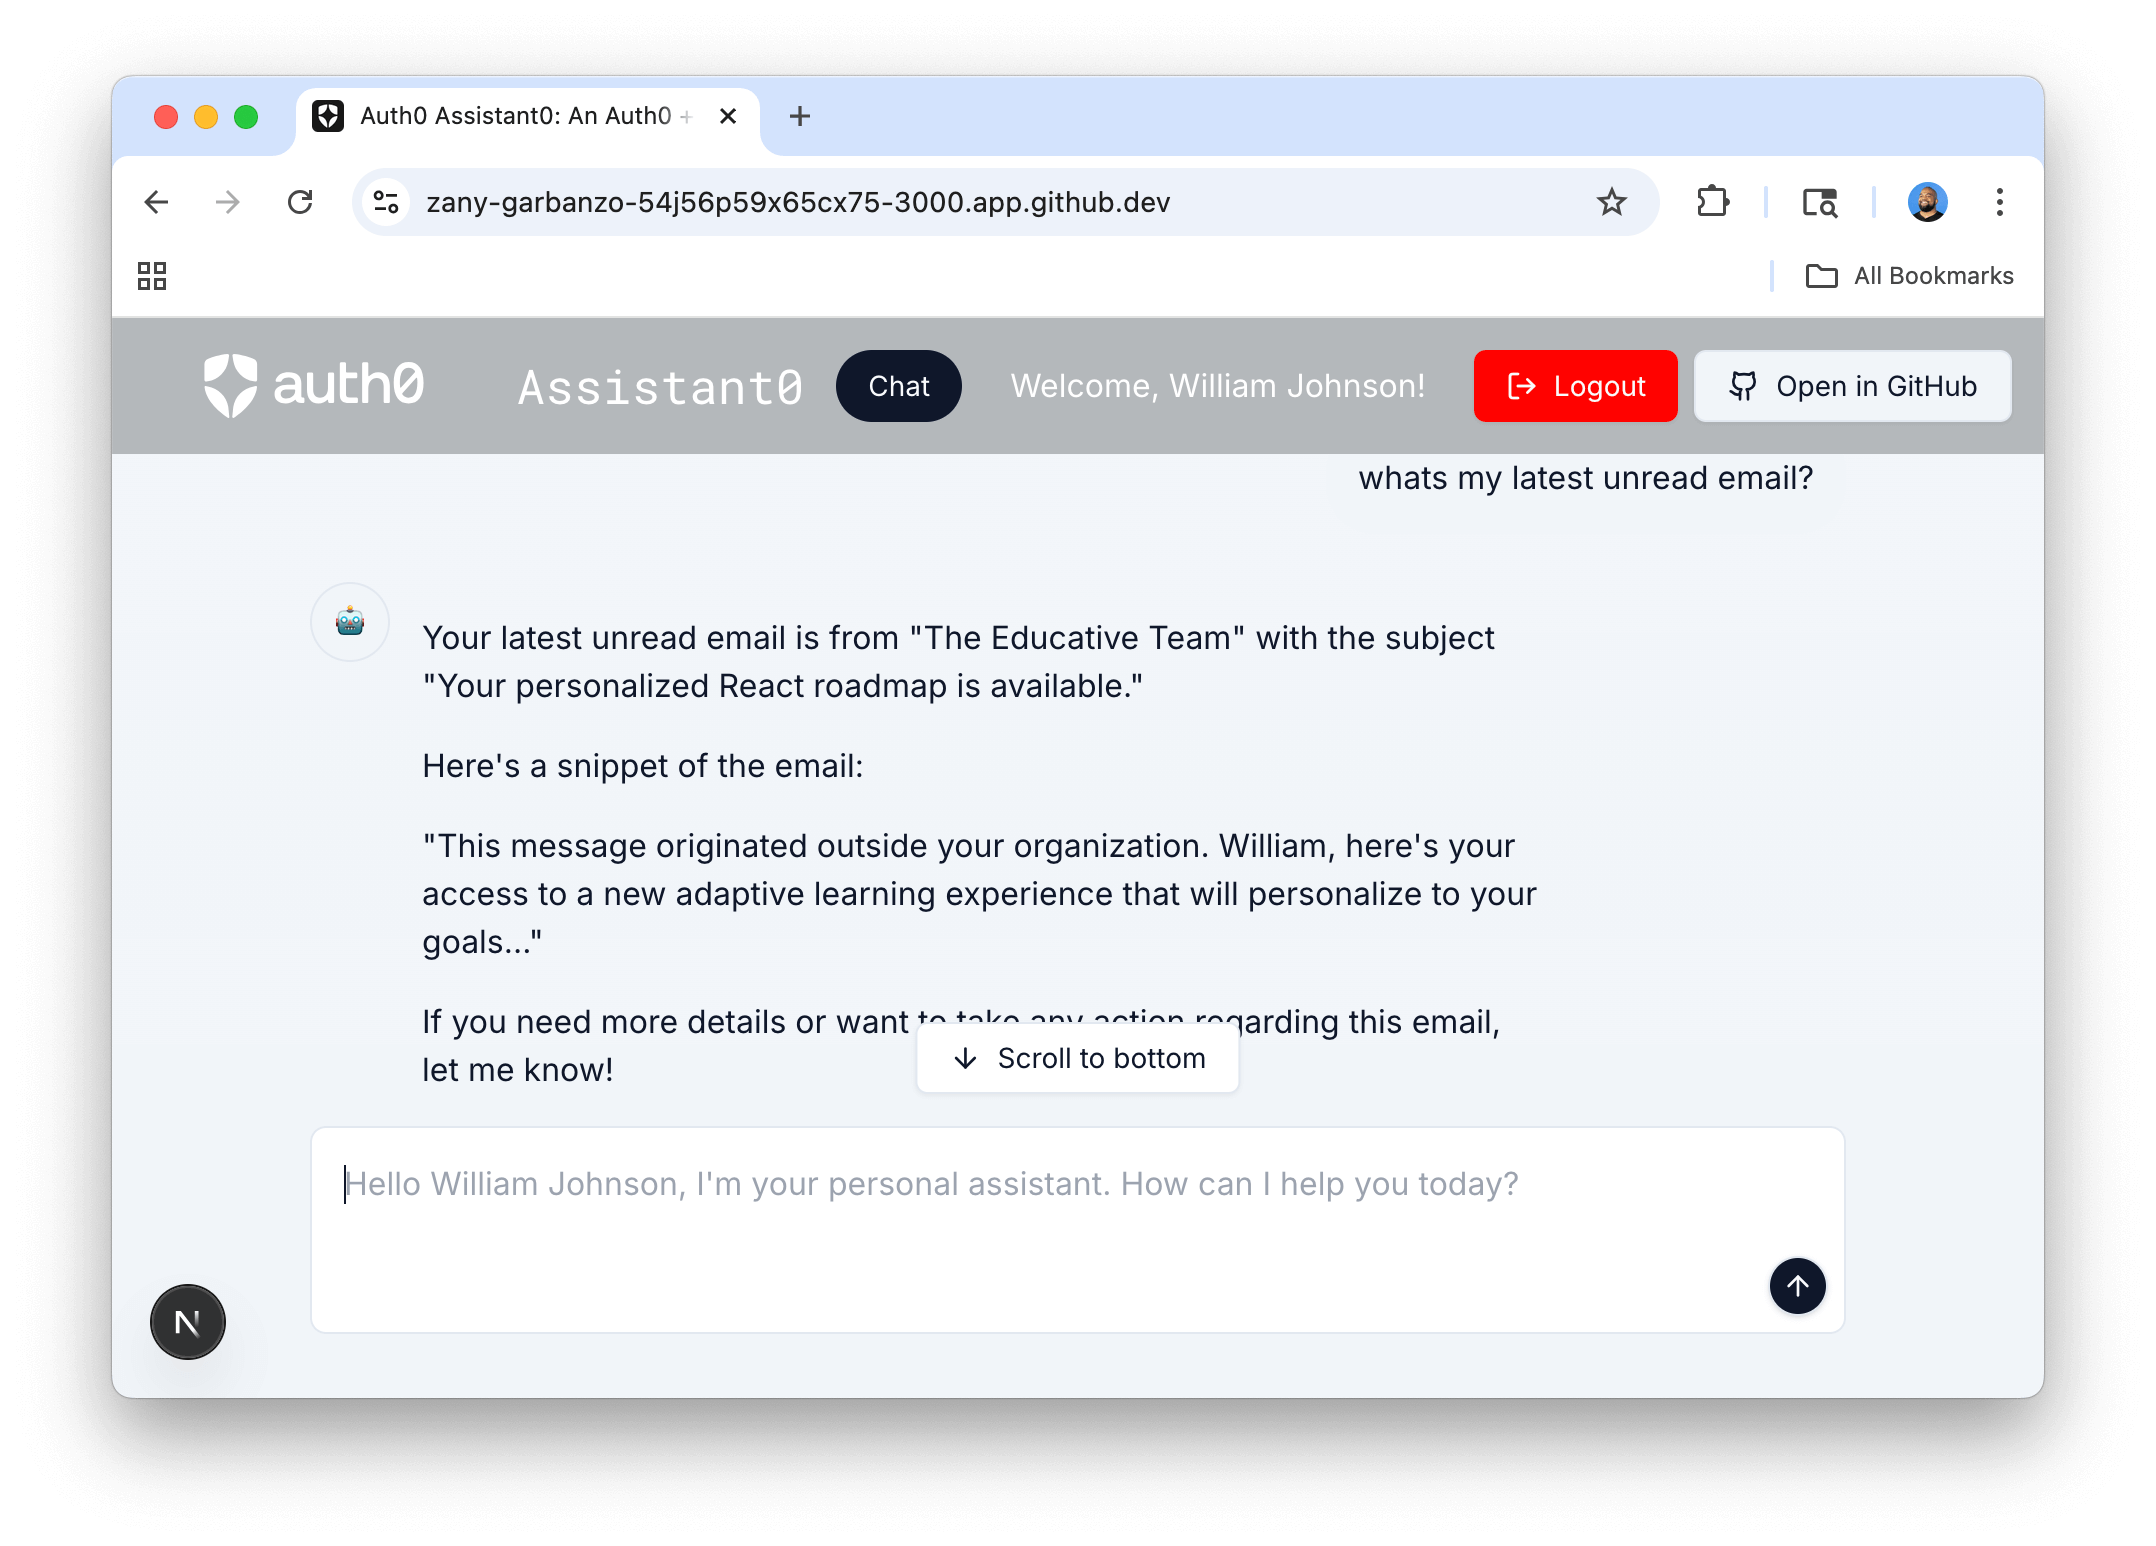 Auth0 Assistant0: An Auth0 +
zany-garbanzo-54j56p59x65cx75-3000.app.github.dev
All Bookmarks
auth0
Assistant0
Chat
Welcome, William Johnson!
Logout
Open in GitHub
whats my latest unread email?
Your latest unread email is from "The Educative Team" with the subject
"Your personalized React roadmap is available."
Here's a snippet of the email:
"This message originated outside your organization. William, here's your
access to a new adaptive learning experience that will personalize to your
goals..."
If you need more details or want to take any action regarding this email,
let me know!
Scroll to bottom
Hello William Johnson, I'm your personal assistant. How can I help you today?
N